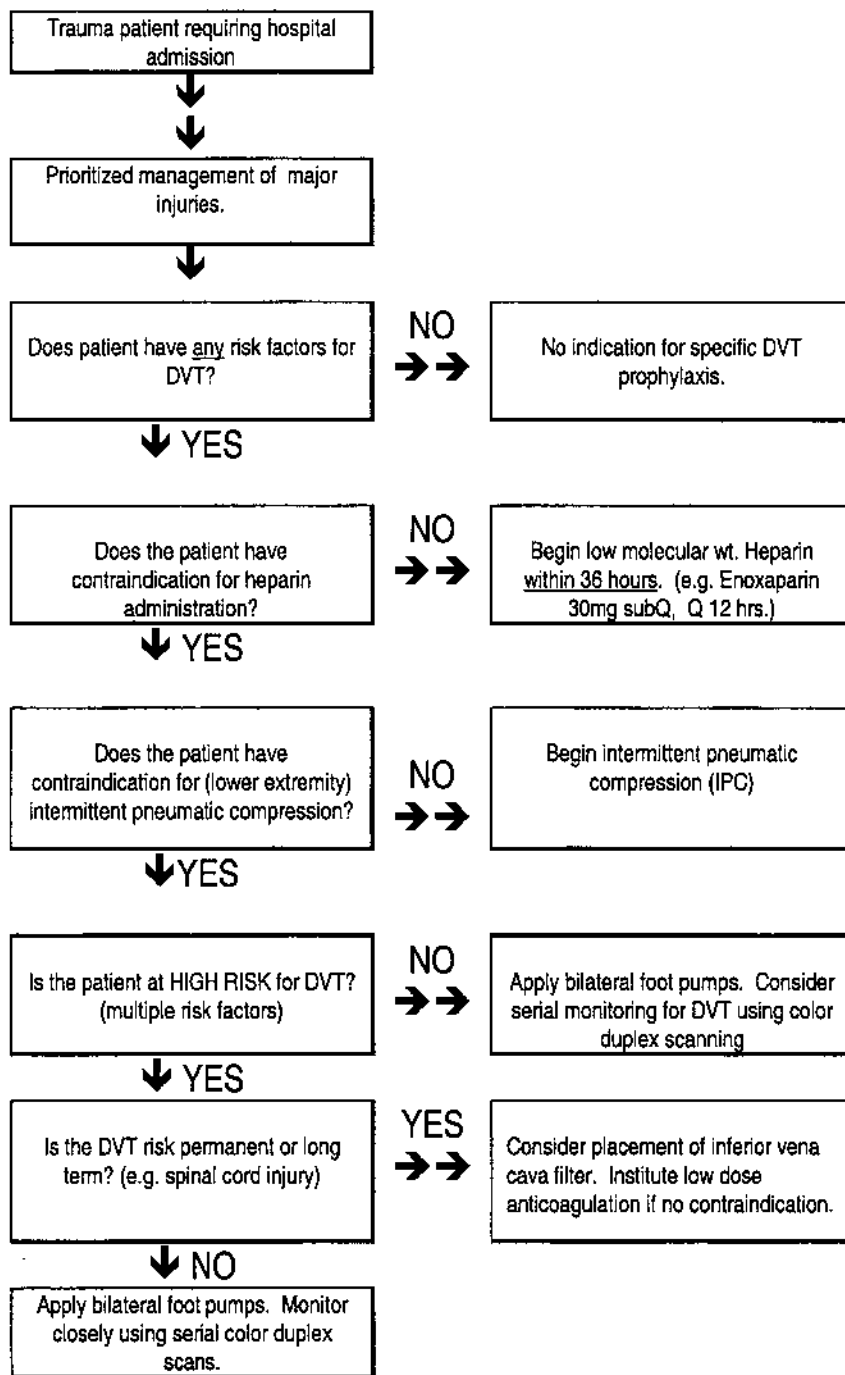 Trauma patient requiring hospital
admission
Prioritized management of major
injuries.
Does patient have any risk factors for
DVT?
NO
No indication for specific DVT
prophylaxis.
YES
Does the patient have
contraindication for heparin
administration?
NO
Begin low molecular wt. Heparin
within 36 hours. (e.g. Enoxaparin
30mg subQ, Q 12 hrs.)
YES
Does the patient have
contraindication for (lower extremity)
intermittent pneumatic compression?
NO
Begin intermittent pneumatic
compression (IPC)
YES
Is the patient at HIGH RISK for DVT?
(multiple risk factors)
NO
Apply bilateral foot pumps. Consider
serial monitoring for DVT using color
duplex scanning
YES
Is the DVT risk permanent or long
term? (e.g. spinal cord injury)
YES
Consider placement of inferior vena
cava filter. Institute low dose
anticoagulation if no contraindication.
NO
Apply bilateral foot pumps. Monitor
closely using serial color duplex
scans.